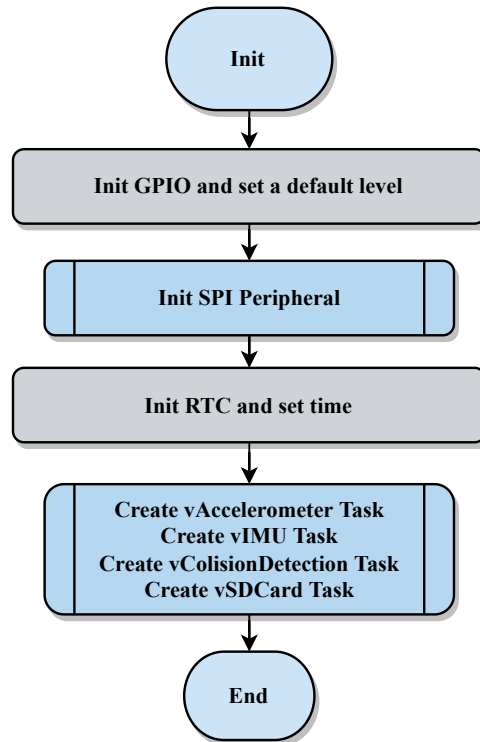 Init
Init GPIO and set a default level
Init SPI Peripheral
Init RTC and set time
Create vAccelerometer Task
Create vIMU Task
Create vColisionDetection Task
Create vSDCard Task
End